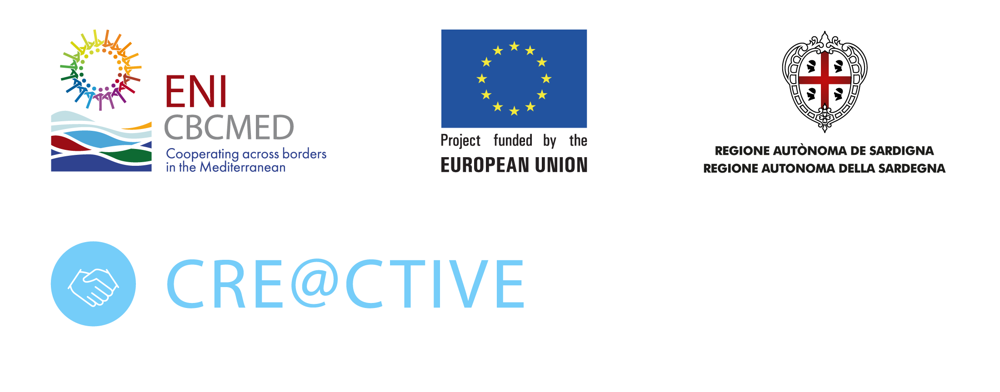 ENI
CBCMED
Cooperating across borders
in the Mediterranean
Project funded by the
EUROPEAN UNION
REGIONE AUTÒNOMA DE SARDIGNA
REGIONE AUTONOMA DELLA SARDEGNA
CRE@CTIVE